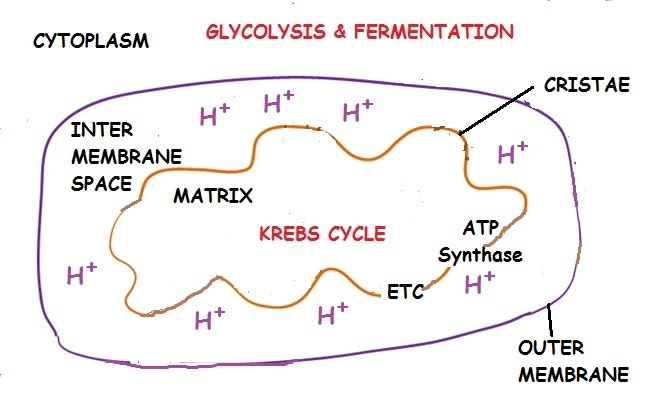 GLYCOLYSIS & FERMENTATION
CYTOPLASM
CRISTAE
H⁺
H⁺
H⁺
INTER
MEMBRANE
SPACE
H⁺
MATRIX
KREBS CYCLE
ATP
Synthase
H⁺
H⁺
ETC
H⁺
H⁺
OUTER
MEMBRANE